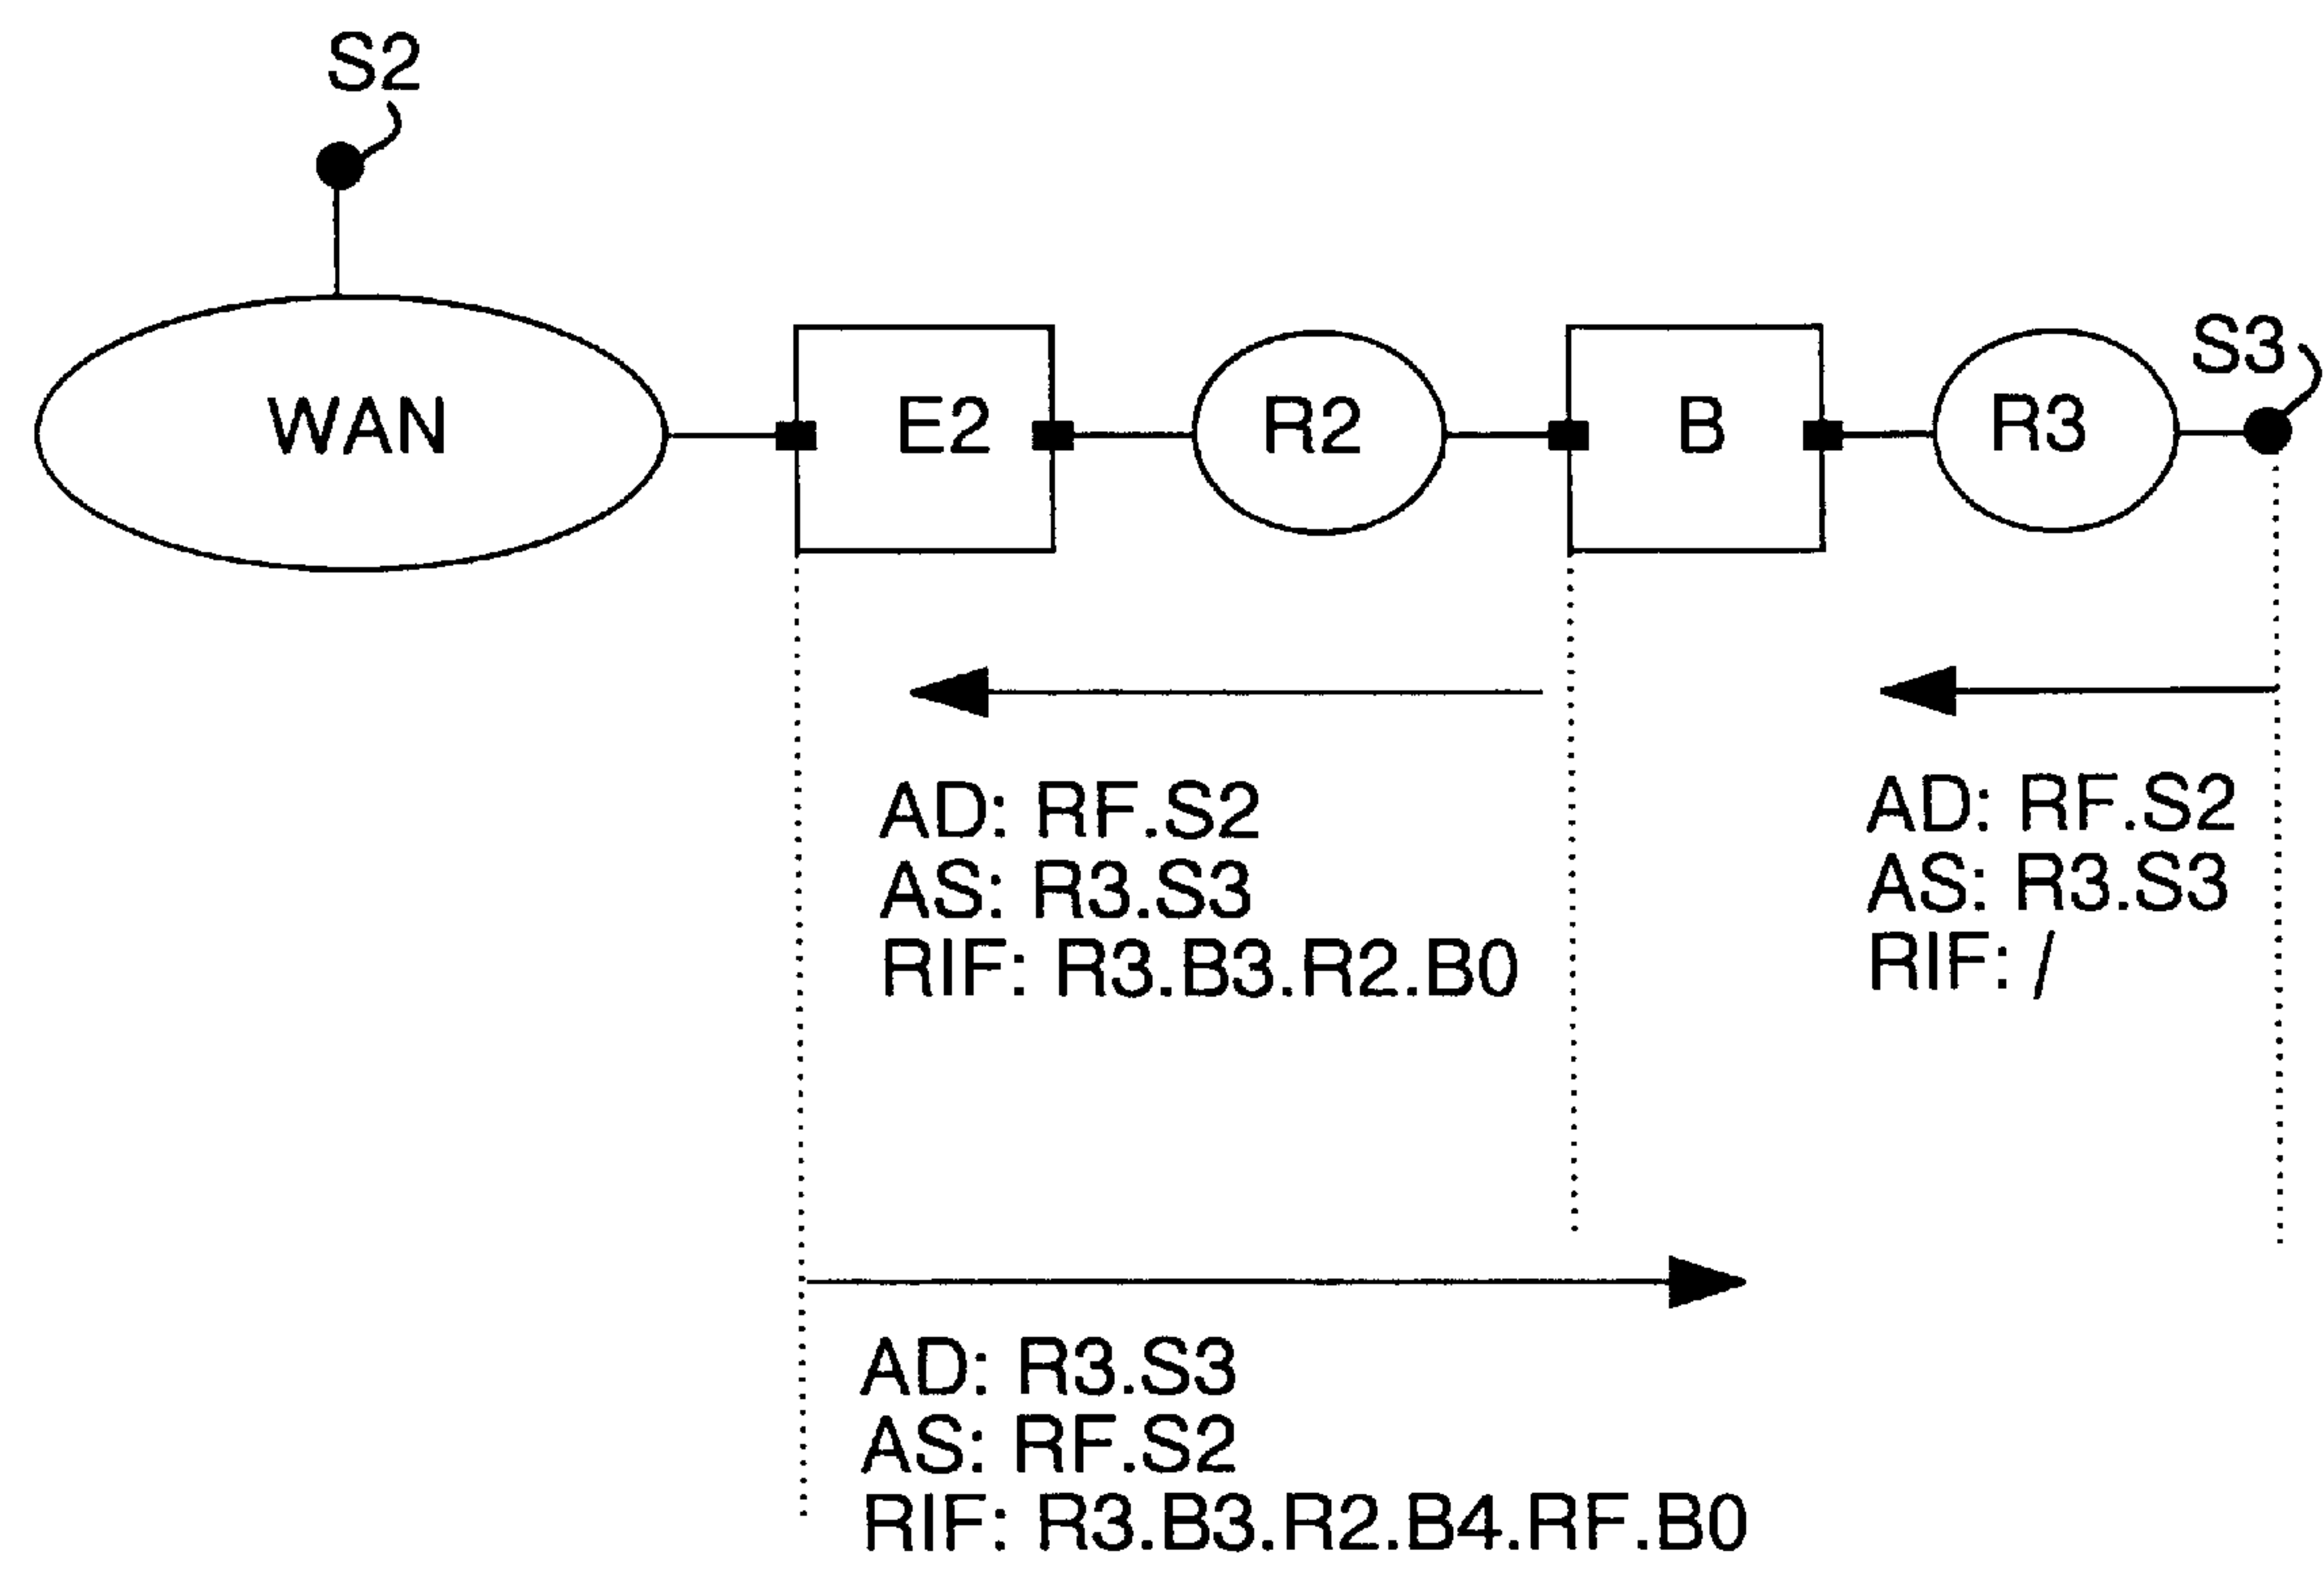 S2
WAN
E2
R2
B
R3
S3
AD: RF.S2
AS: R3.S3
RIF: R3.B3.R2.B0
AD: RF.S2
AS: R3.S3
RIF: /
AD: R3.S3
AS: RF.S2
RIF: R3.B3.R2.B4.RF.B0